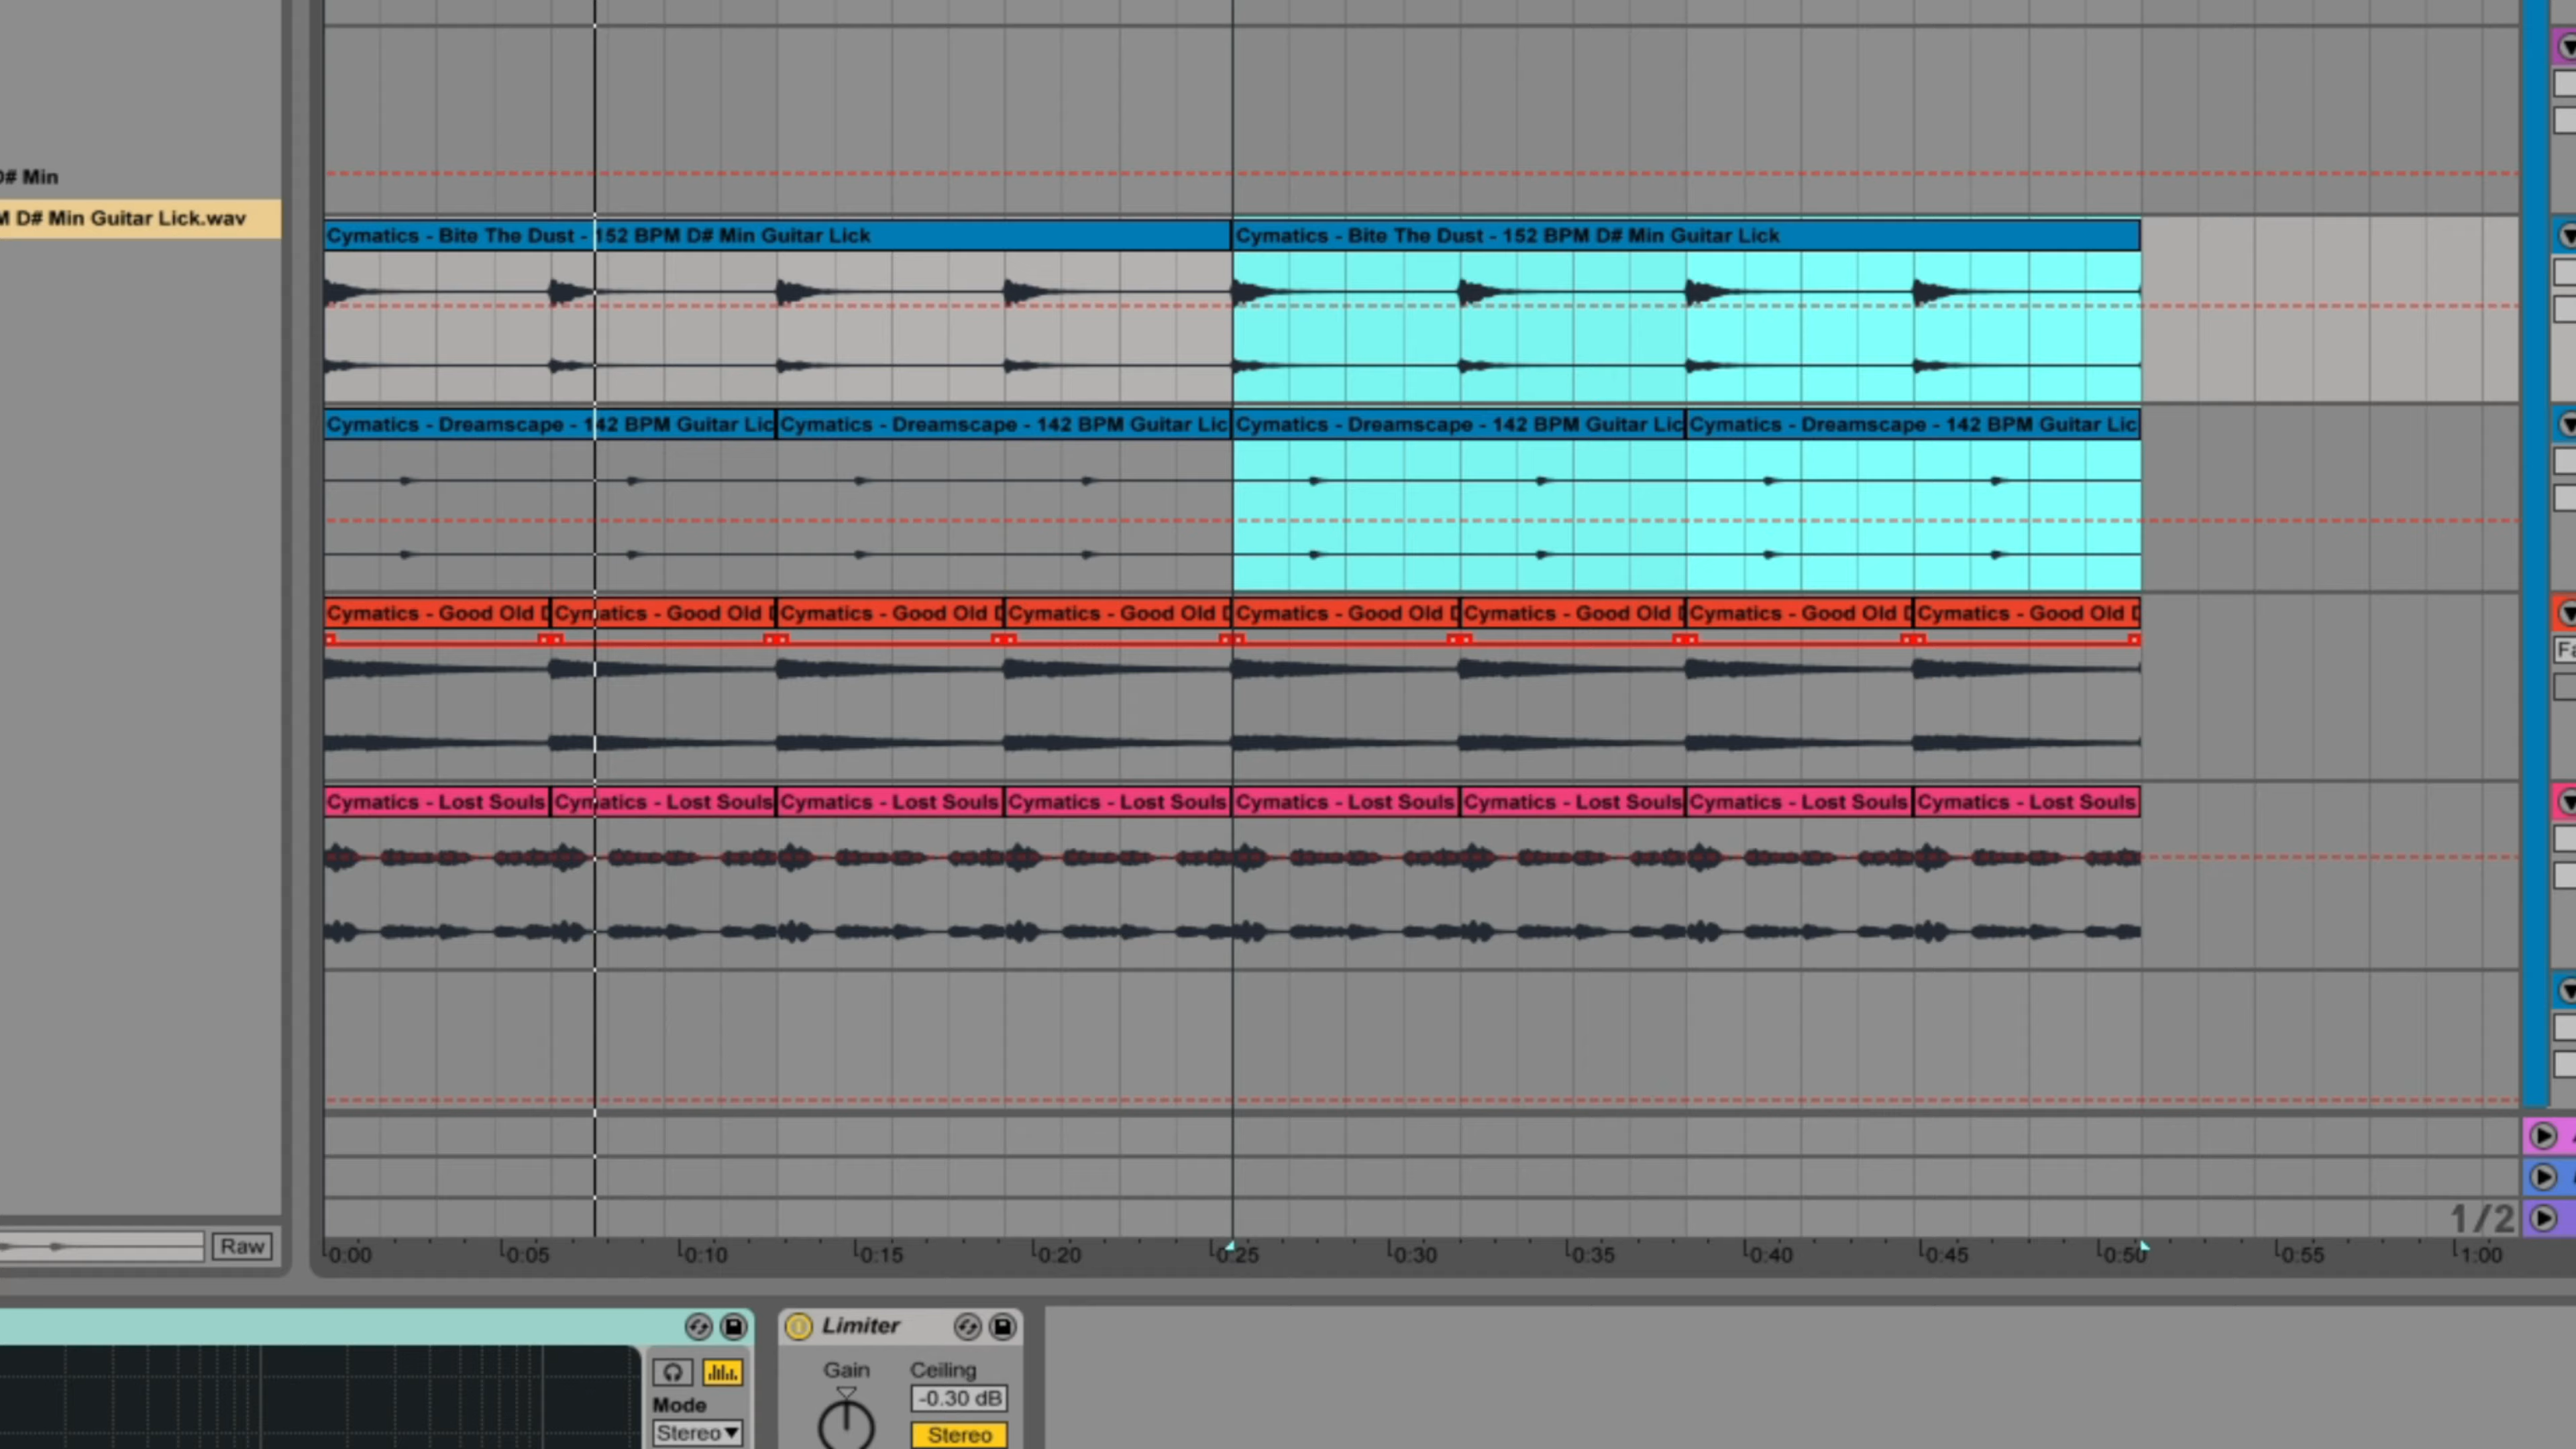 D# Min
M D# Min Guitar Lick.wav
Cymatics - Bite The Dust - 152 BPM D# Min Guitar Lick
Cymatics - Bite The Dust - 152 BPM D# Min Guitar Lick
Cymatics - Dreamscape - 142 BPM Guitar Lic
Cymatics - Dreamscape - 142 BPM Guitar Lic
Cymatics - Dreamscape - 142 BPM Guitar Lic
Cymatics - Dreamscape - 142 BPM Guitar Lic
Cymatics - Good Old D
Cymatics - Good Old D
Cymatics - Good Old D
Cymatics - Good Old D
Cymatics - Good Old D
Cymatics - Good Old D
Cymatics - Good Old D
Cymatics - Good Old D
Fa
Cymatics - Lost Souls
Cymatics - Lost Souls
Cymatics - Lost Souls
Cymatics - Lost Souls
Cymatics - Lost Souls
Cymatics - Lost Souls
Cymatics - Lost Souls
Cymatics - Lost Souls
1/2
Raw
0:00 0:05 0:10 0:15 0:20 0:25 0:30 0:35 0:40 0:45 0:50 0:55 1:00
Limiter
Gain
Ceiling
-0.30 dB
Mode
Stereo
Stereo